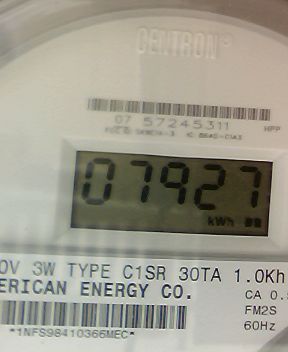 CENTRON®
07 57245311
HPP
07927
kWh
0V 3W TYPE C1SR 30TA 1.0Kh
ERICAN ENERGY CO.
CA 0.
FM2S
60Hz
*1NFS98410366MEC*